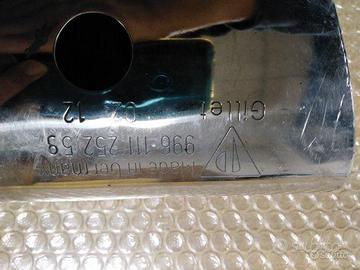 Gillet 02 12
996 111 252 59
Made in Germany